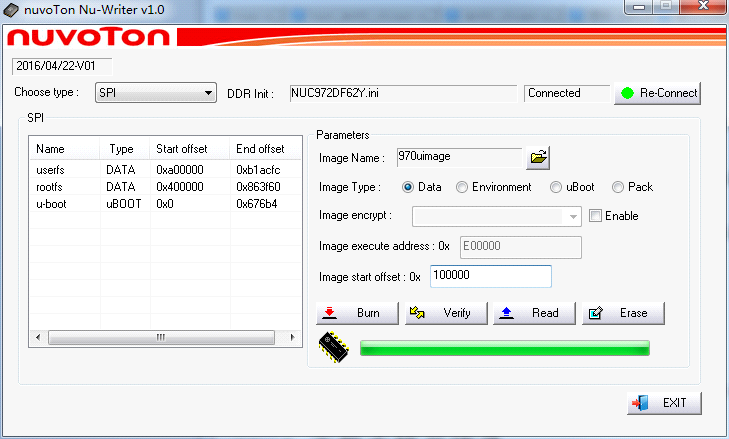 nuvoTon Nu-Writer v1.0
nuvoTon
2016/04/22-V01
Choose type : SPI DDR Init : NUC972DF62Y.ini Connected Re-Connect
SPI
Name Type Start offset End offset
userfs DATA 0xa00000 0xb1acfc
rootfs DATA 0x400000 0x863f60
u-boot uBOOT 0x0 0x676b4
Parameters
Image Name : 970uimage
Image Type : Data Environment uBoot Pack
Image encrypt : Enable
Image execute address : 0x E00000
Image start offset : 0x 100000
Burn Verify Read Erase
EXIT